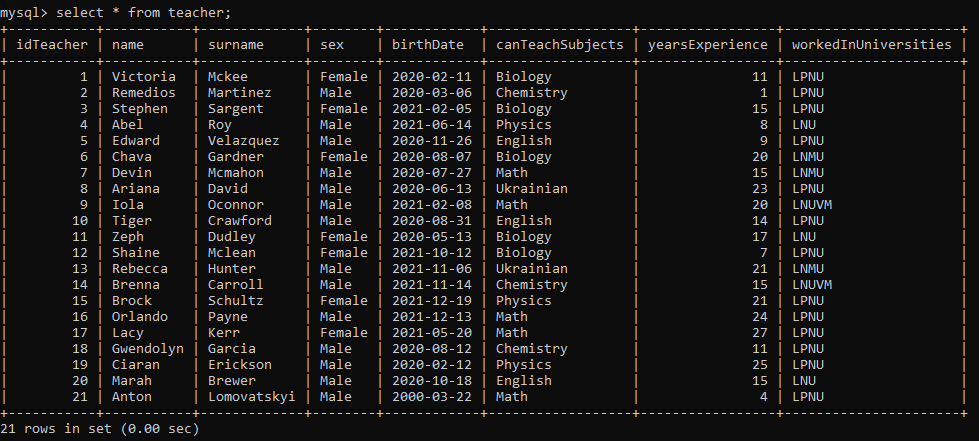 mysql> select * from teacher;
+-----------+-----------+------------+--------+------------+------------------+-----------------+----------------------+
| idTeacher | name | surname | sex | birthDate | canTeachSubjects | yearsExperience | workedInUniversities |
+-----------+-----------+------------+--------+------------+------------------+-----------------+----------------------+
| 1 | Victoria | Mckee | Female | 2020-02-11 | Biology | 11 | LPNU |
| 2 | Remedios | Martinez | Male | 2020-03-06 | Chemistry | 1 | LPNU |
| 3 | Stephen | Sargent | Female | 2021-02-05 | Biology | 15 | LPNU |
| 4 | Abel | Roy | Male | 2021-06-14 | Physics | 8 | LNU |
| 5 | Edward | Velazquez | Male | 2020-11-26 | English | 9 | LPNU |
| 6 | Chava | Gardner | Female | 2020-08-07 | Biology | 20 | LNMU |
| 7 | Devin | Mcmahon | Male | 2020-07-27 | Math | 15 | LNMU |
| 8 | Ariana | David | Male | 2020-06-13 | Ukrainian | 23 | LPNU |
| 9 | Iola | Oconnor | Male | 2021-02-08 | Math | 20 | LNUVM |
| 10 | Tiger | Crawford | Male | 2020-08-31 | English | 14 | LPNU |
| 11 | Zeph | Dudley | Female | 2020-05-13 | Biology | 17 | LNU |
| 12 | Shaine | Mclean | Female | 2021-10-12 | Biology | 7 | LPNU |
| 13 | Rebecca | Hunter | Male | 2021-11-06 | Ukrainian | 21 | LNMU |
| 14 | Brenna | Carroll | Male | 2021-11-14 | Chemistry | 15 | LNUVM |
| 15 | Brock | Schultz | Female | 2021-12-19 | Physics | 21 | LPNU |
| 16 | Orlando | Payne | Male | 2021-12-13 | Math | 24 | LPNU |
| 17 | Lacy | Kerr | Female | 2021-05-20 | Math | 27 | LPNU |
| 18 | Gwendolyn | Garcia | Male | 2020-08-12 | Chemistry | 11 | LPNU |
| 19 | Ciaran | Erickson | Male | 2020-02-12 | Physics | 25 | LPNU |
| 20 | Marah | Brewer | Male | 2020-10-18 | English | 15 | LNU |
| 21 | Anton | Lomovatskyi | Male | 2000-03-22 | Math | 4 | LPNU |
+-----------+-----------+------------+--------+------------+------------------+-----------------+----------------------+
21 rows in set (0.00 sec)